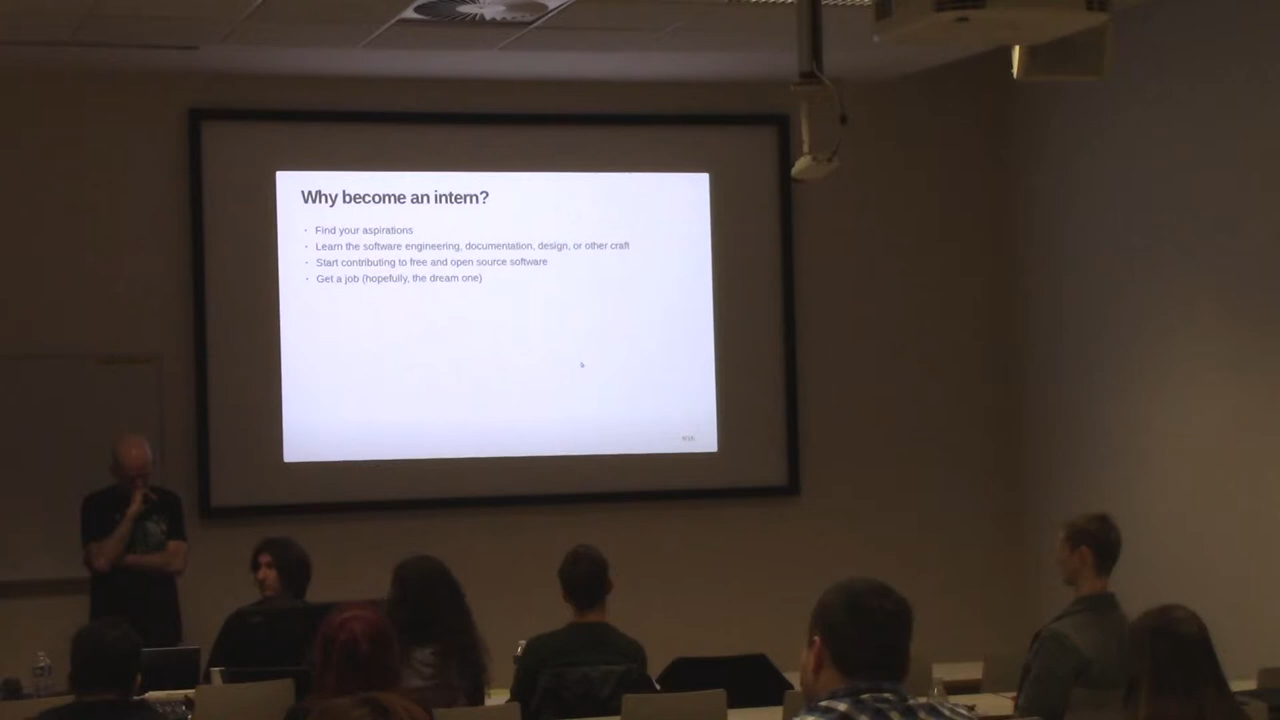 Why become an intern?
· Find your aspirations
· Learn the software engineering, documentation, design, or other craft
· Start contributing to free and open source software
· Get a job (hopefully, the dream one)